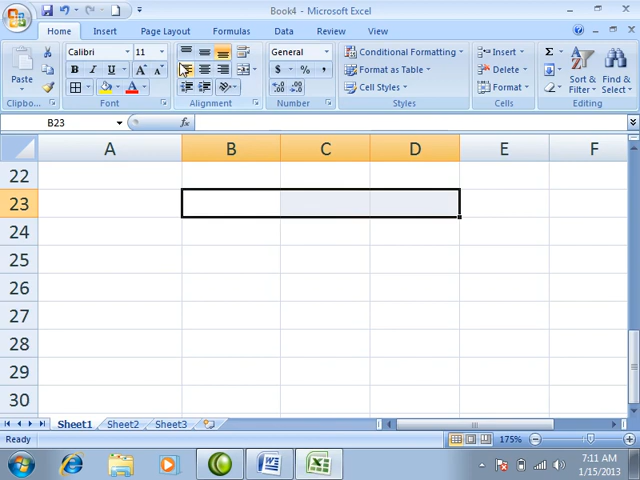 Book4 - Microsoft Excel
Home Insert Page Layout Formulas Data Review View
Paste
Calibri 11
B I U A A
A
General
$ % ,
Conditional Formatting
Format as Table
Cell Styles
Insert
Delete
Format
Σ
Sort & Filter
Find & Select
Clipboa... Font Alignment Number Styles Cells Editing
B23 fx
A B C D E F
22
23
24
25
26
27
28
29
30
Sheet1 Sheet2 Sheet3
Ready 175%
7:11 AM
1/15/2013